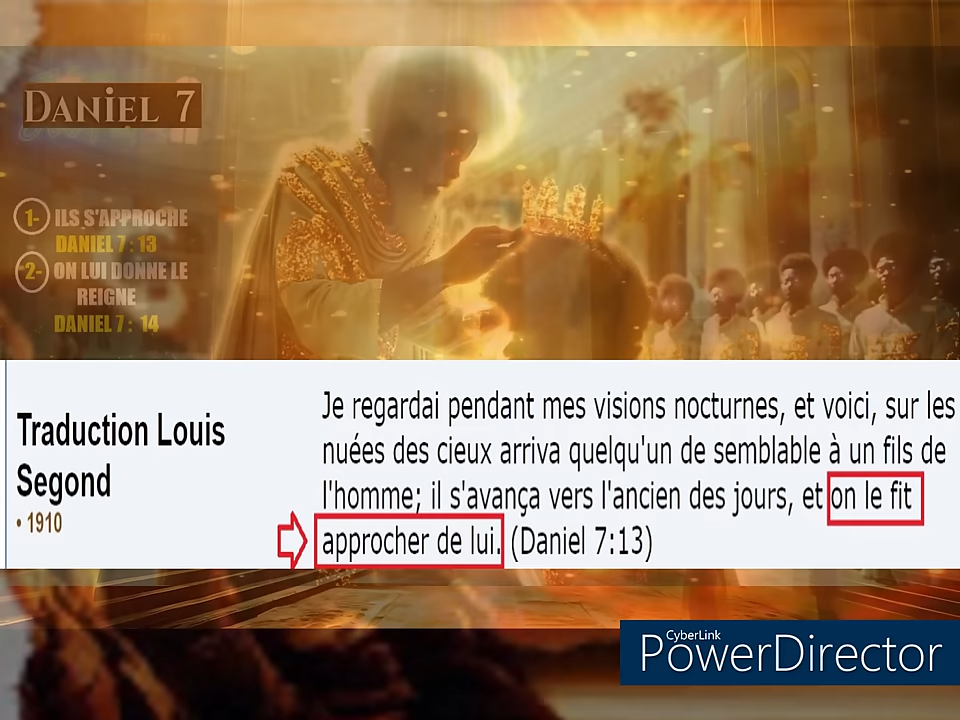 DANIEL 7
1- ILS S'APPROCHE
DANIEL 7 : 13
2- ON LUI DONNE LE
REIGNE
DANIEL 7 : 14
Traduction Louis
Segond
• 1910
Je regardai pendant mes visions nocturnes, et voici, sur les
nuées des cieux arriva quelqu'un de semblable à un fils de
l'homme; il s'avança vers l'ancien des jours, et on le fit
approcher de lui. (Daniel 7:13)
CyberLink
PowerDirector